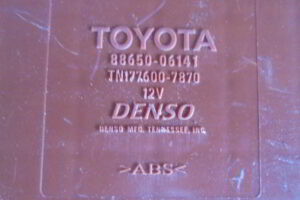 TOYOTA
88650-06141
TN177600-7870
12V
DENSO
DENSO MFG. TENNESSEE, INC.
>ABS<